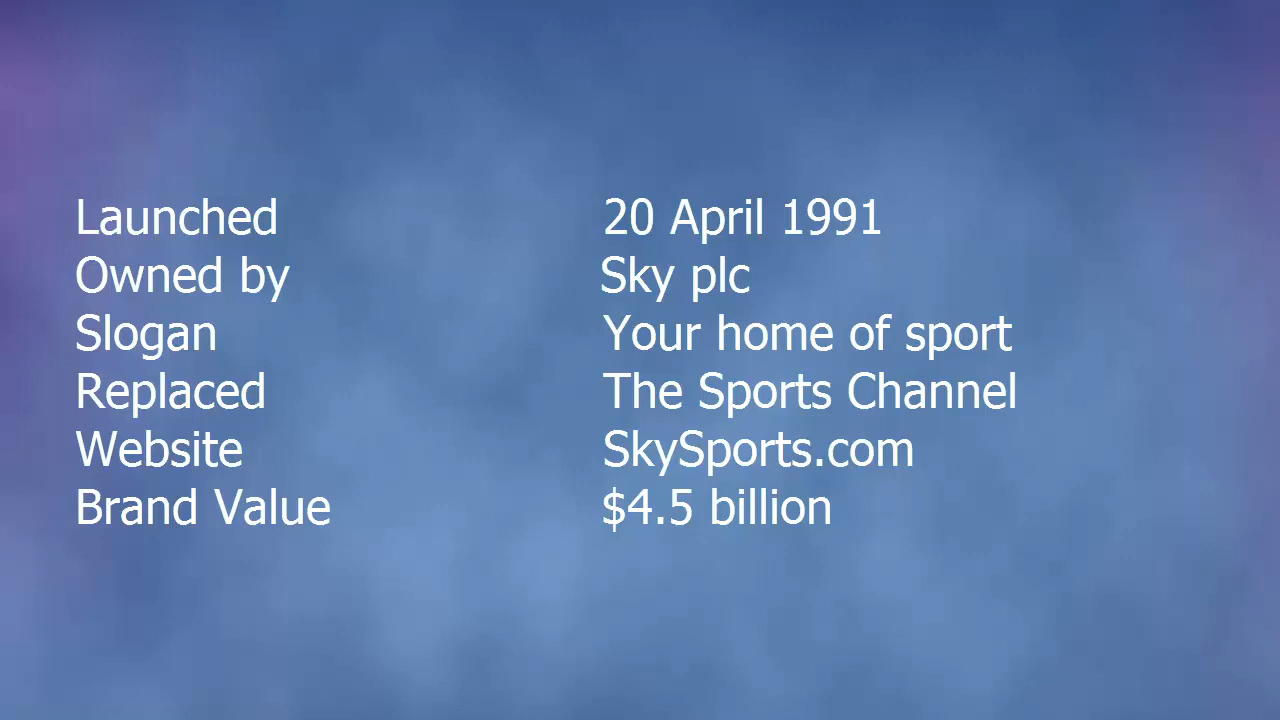 Launched 20 April 1991
Owned by Sky plc
Slogan Your home of sport
Replaced The Sports Channel
Website SkySports.com
Brand Value $4.5 billion